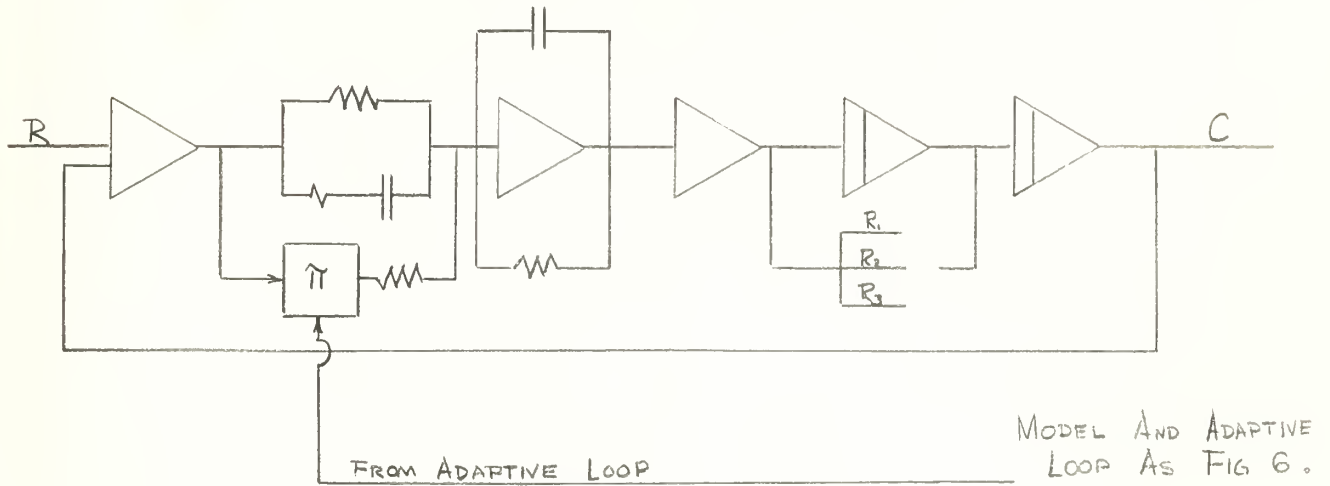 R
C
R₁
R₂
R₃
π
FROM ADAPTIVE LOOP
MODEL AND ADAPTIVE
LOOP AS FIG 6.